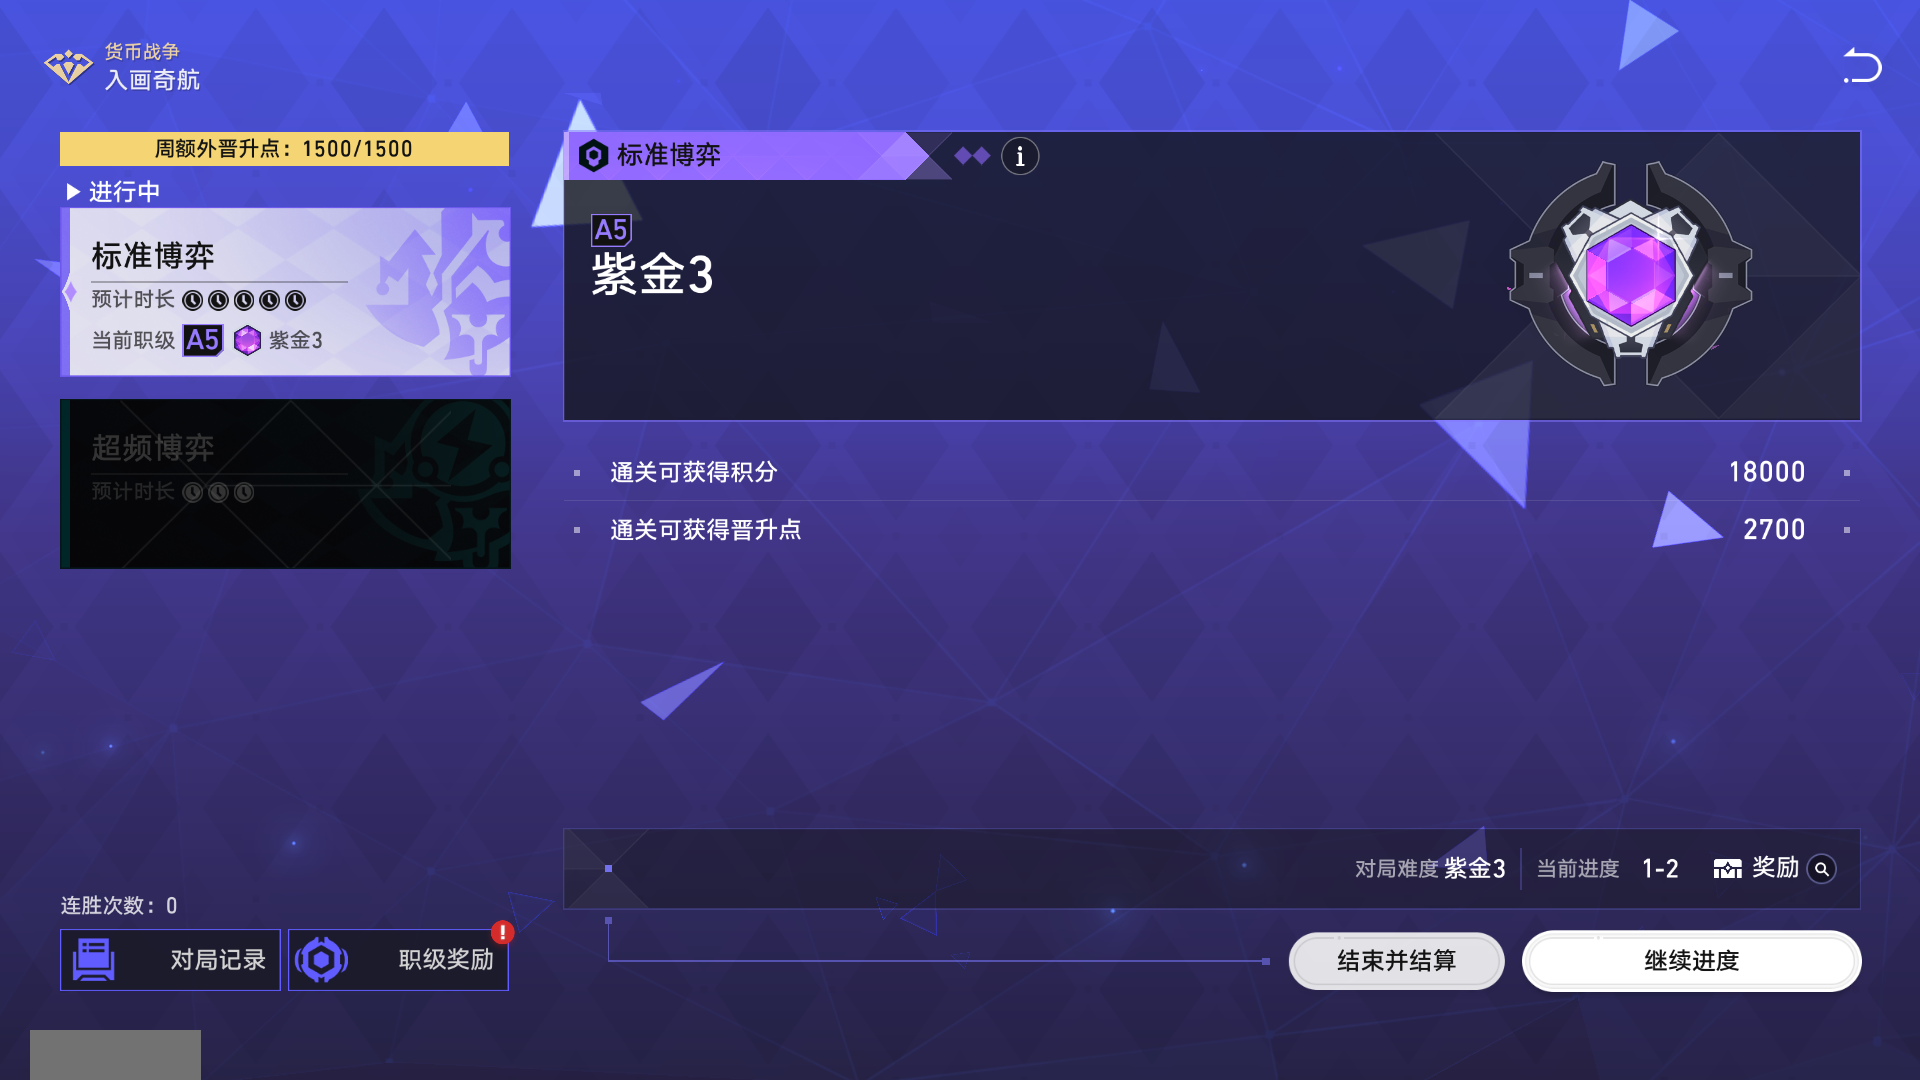 货币战争
入画奇航
周额外晋升点：1500/1500
进行中
标准博弈
预计时长
当前职级 A5 紫金3
超频博弈
预计时长
连胜次数：0
对局记录
职级奖励
标准博弈
A5
紫金3
通关可获得积分 18000
通关可获得晋升点 2700
对局难度 紫金3 当前进度 1-2 奖励
结束并结算
继续进度